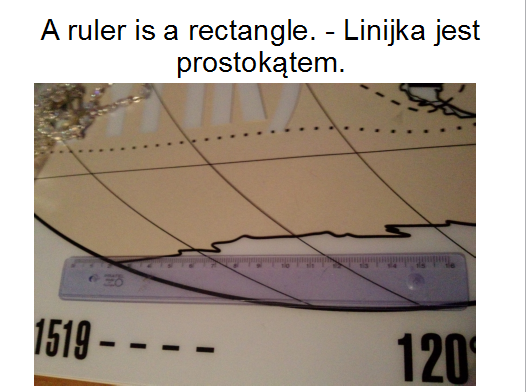 A ruler is a rectangle. - Linijka jest
prostokątem.
1519
120°